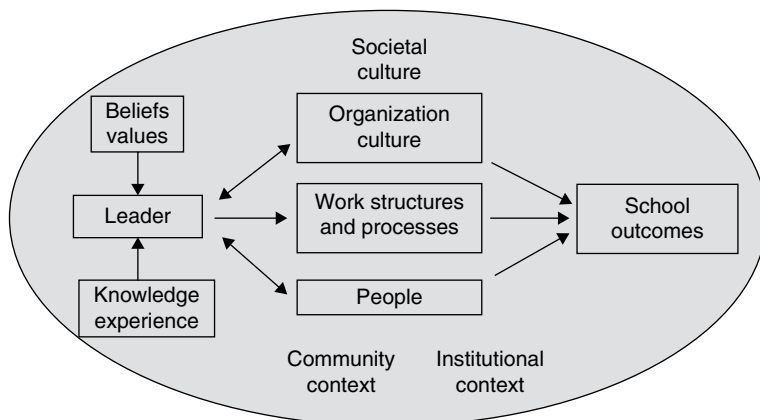 Societal
culture
Beliefs
values
Organization
culture
Leader
Work structures
and processes
School
outcomes
Knowledge
experience
People
Community
context
Institutional
context